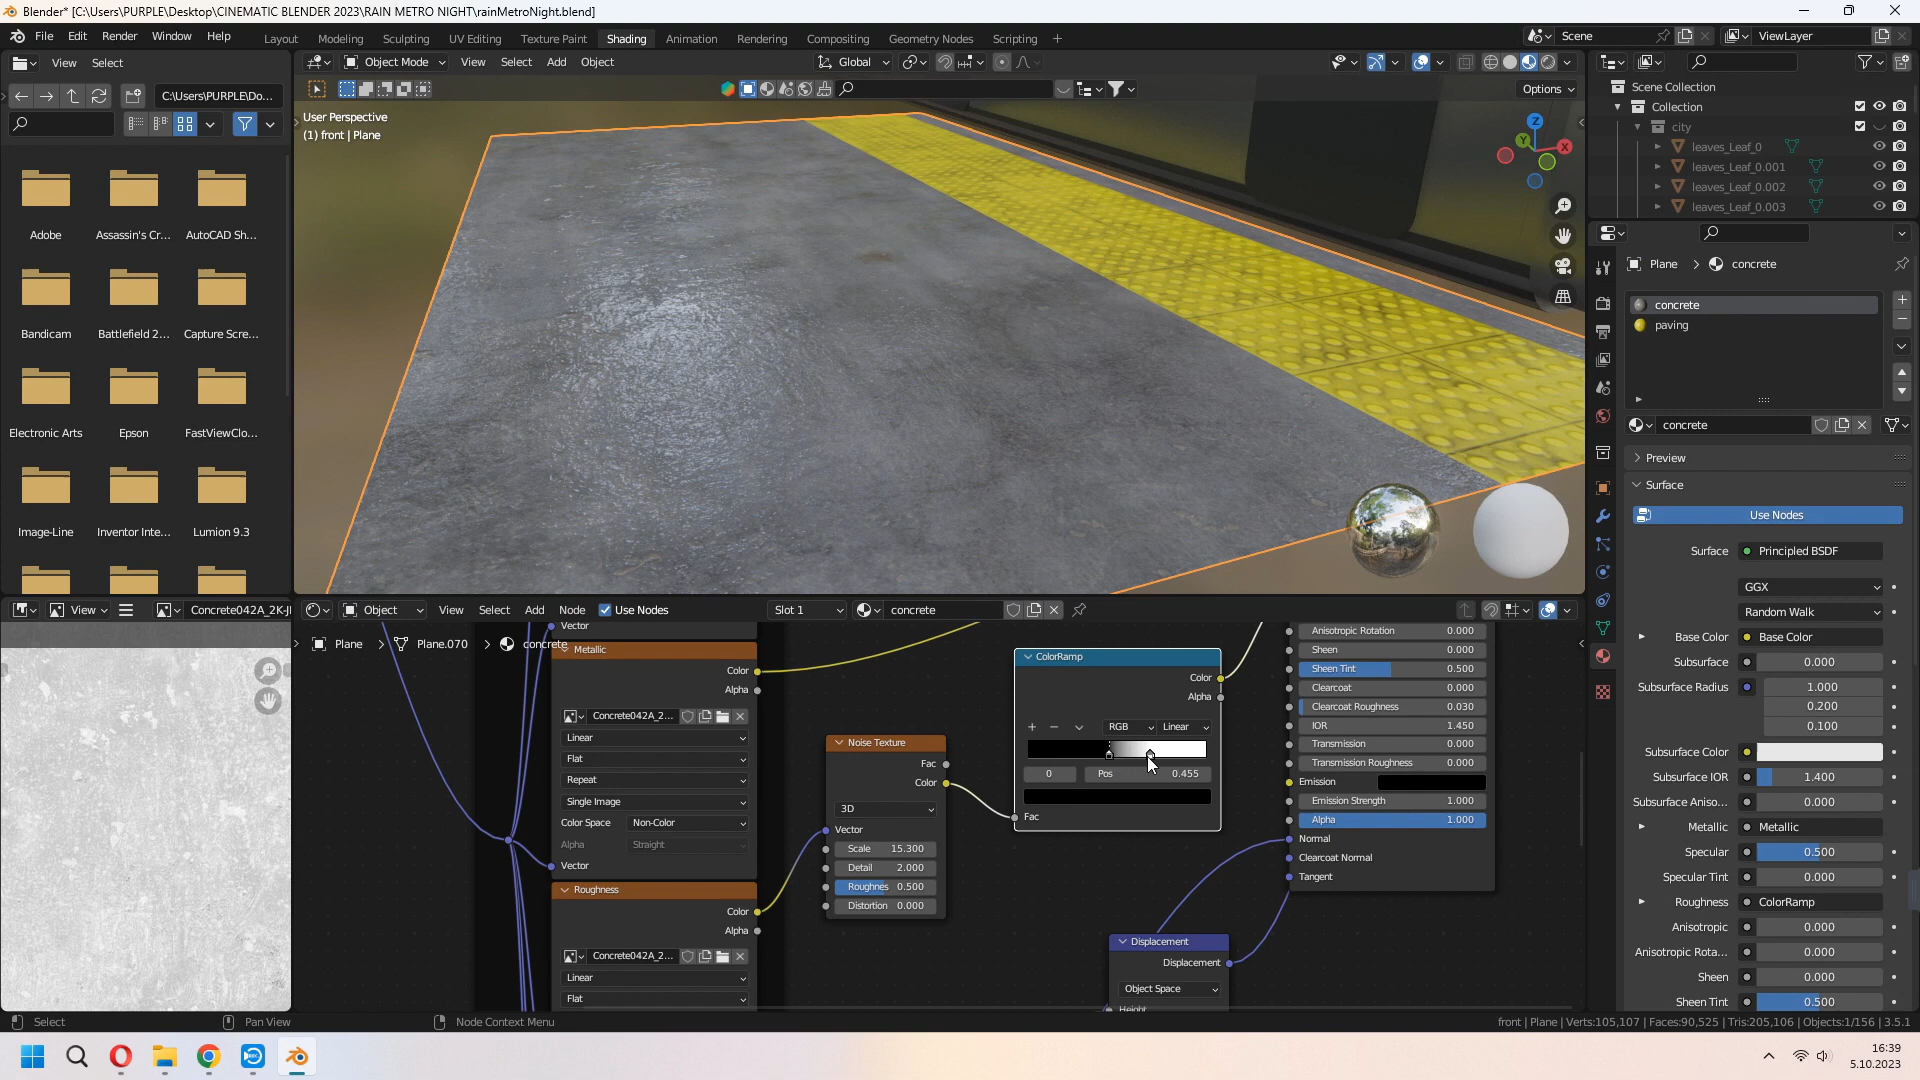 Blender* [C:\Users\PURPLE\Desktop\CINEMATIC BLENDER 2023\RAIN METRO NIGHT\rainMetroNight.blend]
File Edit Render Window Help Layout Modeling Sculpting UV Editing Texture Paint Shading Animation Rendering Compositing Geometry Nodes Scripting + Scene ViewLayer
View Select Object Mode View Select Add Object Global
C:\Users\PURPLE\Do... Options
User Perspective
(1) front | Plane
Z
Y
X
Adobe Assassin's Cr... AutoCAD Sh...
Bandicam Battlefield 2... Capture Scre...
Electronic Arts Epson FastViewClo...
Image-Line Inventor Inte... Lumion 9.3
Scene Collection
Collection
city
leaves_Leaf_0
leaves_Leaf_0.001
leaves_Leaf_0.002
leaves_Leaf_0.003
Plane > concrete
concrete
paving
concrete
Preview
Surface
Use Nodes
Surface Principled BSDF
GGX
Random Walk
Base Color Base Color
Subsurface 0.000
Subsurface Radius 1.000
0.200
0.100
Subsurface Color
Subsurface IOR 1.400
Subsurface Aniso... 0.000
Metallic Metallic
Specular 0.500
Specular Tint 0.000
Roughness ColorRamp
Anisotropic 0.000
Anisotropic Rota... 0.000
Sheen 0.000
Sheen Tint 0.500
View Concrete042A_2K-J
Object View Select Add Node Use Nodes Slot 1 concrete
Plane > Plane.070 > concrete
Vector
Metallic
Color
Alpha
Concrete042A_2...
Linear
Flat
Repeat
Single Image
Color Space Non-Color
Alpha Straight
Vector
Roughness
Color
Alpha
Concrete042A_2...
Linear
Flat
Noise Texture
Fac
Color
3D
Vector
Scale 15.300
Detail 2.000
Roughnes 0.500
Distortion 0.000
ColorRamp
Color
Alpha
RGB Linear
0 Pos 0.455
Fac
Anisotropic Rotation 0.000
Sheen 0.000
Sheen Tint 0.500
Clearcoat 0.000
Clearcoat Roughness 0.030
IOR 1.450
Transmission 0.000
Transmission Roughness 0.000
Emission
Emission Strength 1.000
Alpha 1.000
Normal
Clearcoat Normal
Tangent
Displacement
Displacement
Object Space
Height
Select Pan View Node Context Menu front | Plane | Verts:105,107 | Faces:90,525 | Tris:205,106 | Objects:1/156 | 3.5.1
16:39
5.10.2023